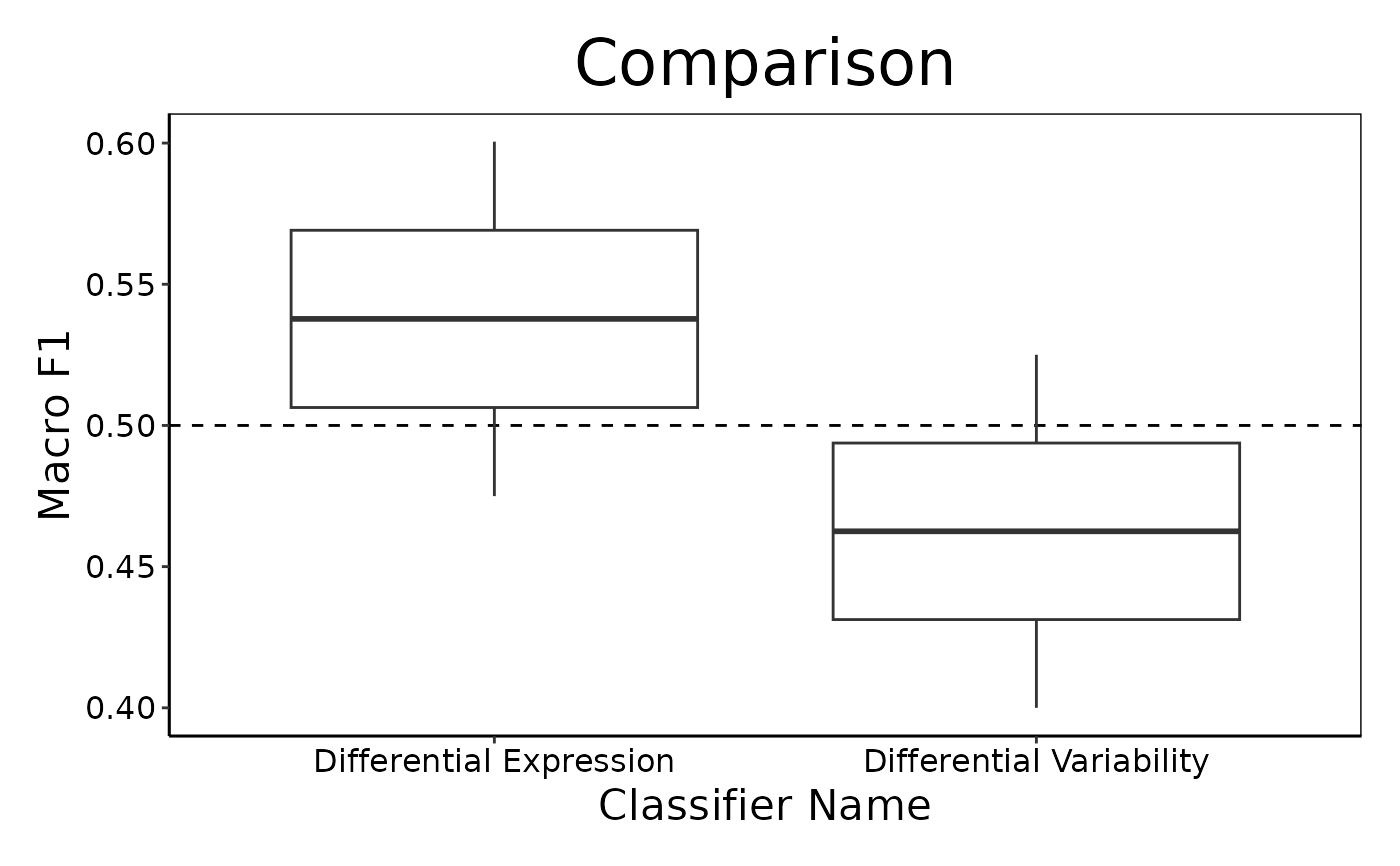 Comparison
0.60
0.55
0.50
0.45
0.40
Macro F1
Differential Expression
Differential Variability
Classifier Name